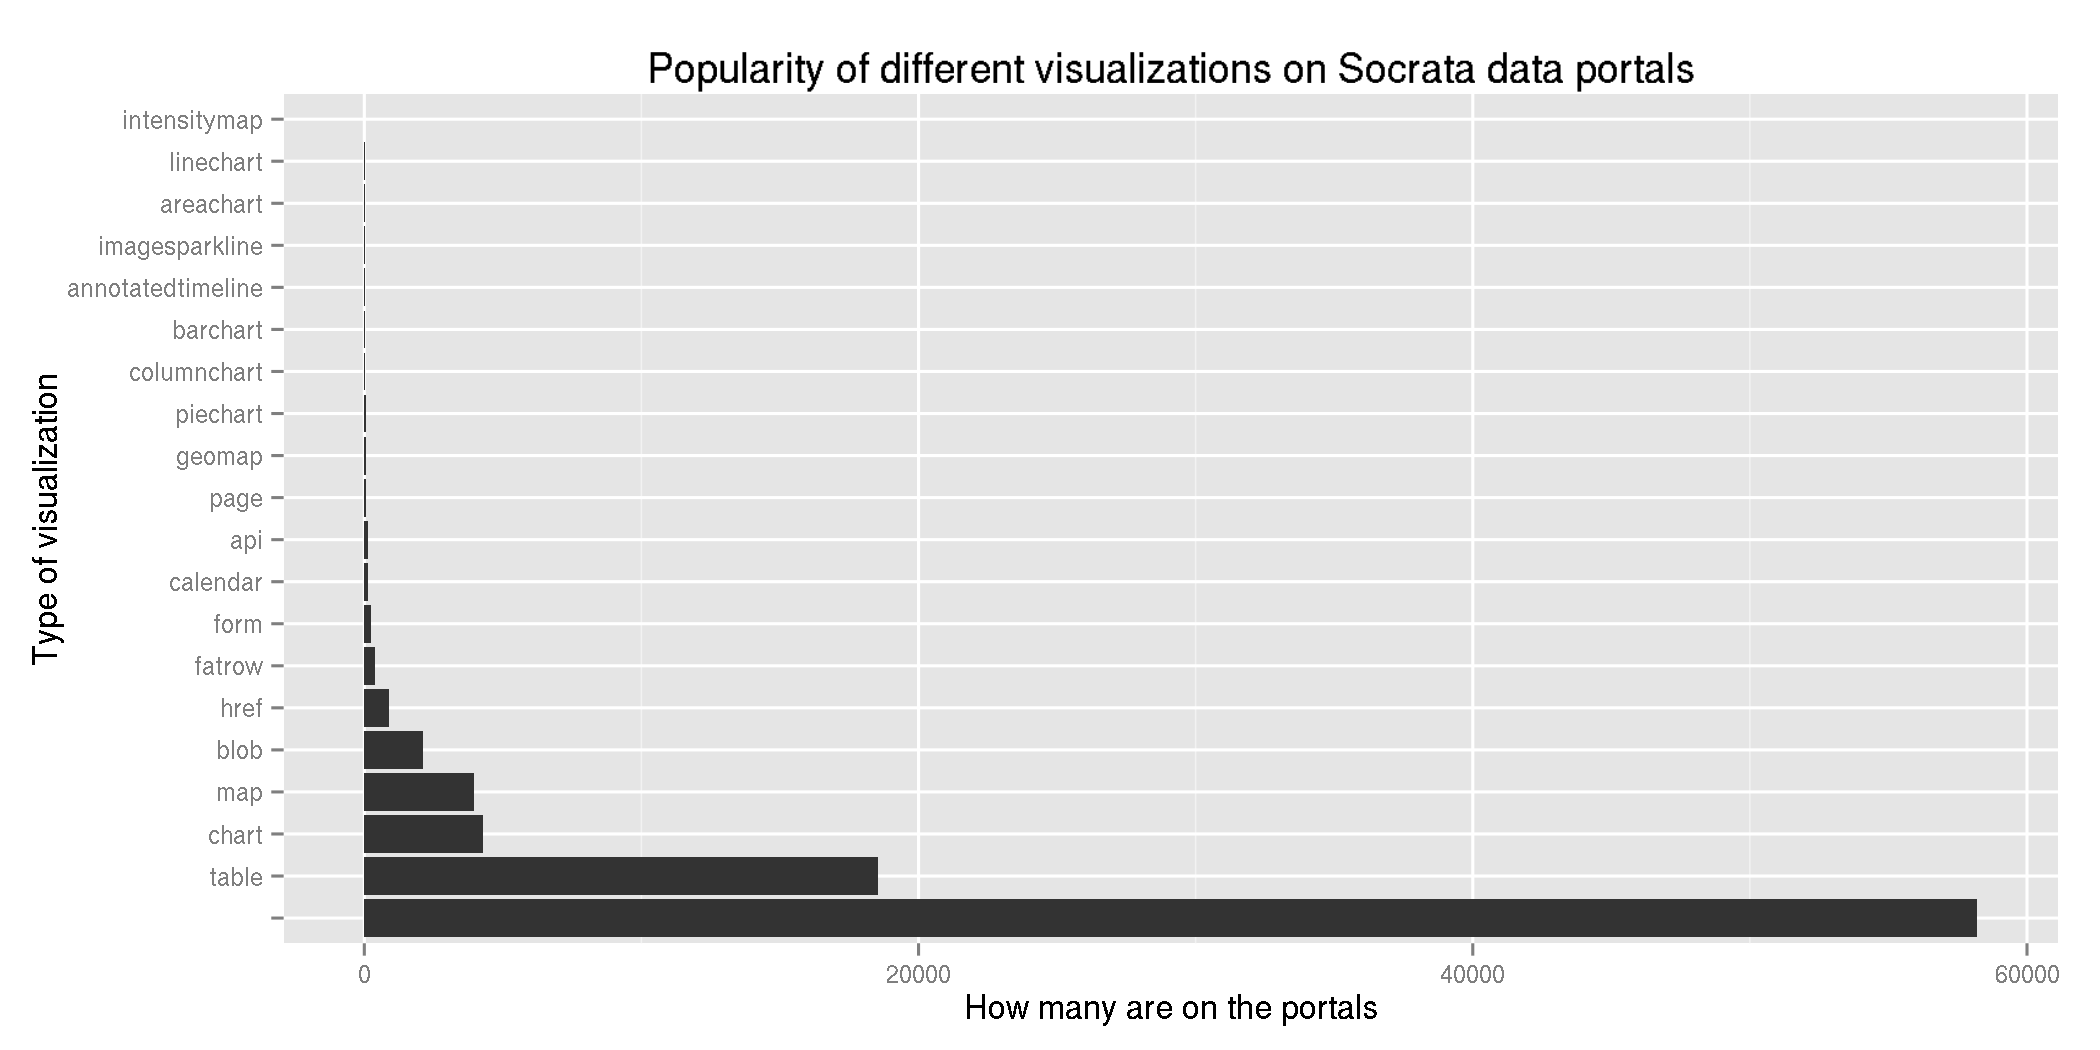 Popularity of different visualizations on Socrata data portals
Type of visualization
intensitymap
linechart
areachart
imagesparkline
annotatedtimeline
barchart
columnchart
piechart
geomap
page
api
calendar
form
fatrow
href
blob
map
chart
table
0 20000 40000 60000
How many are on the portals